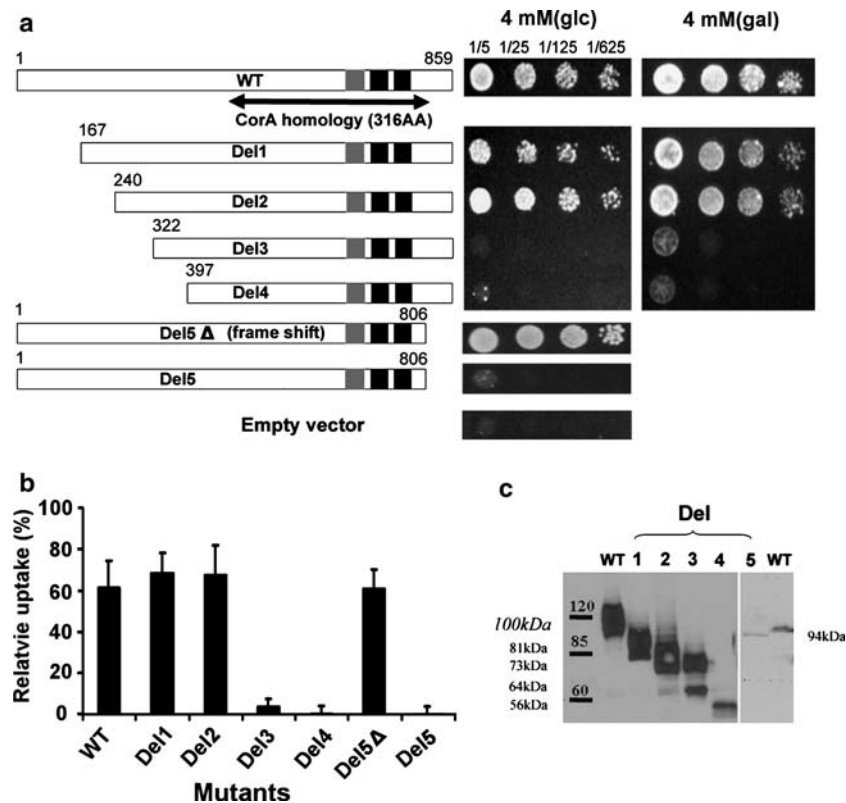 a
4 mM(glc)
4 mM(gal)
1/5 1/25 1/125 1/625
1
859
WT
CorA homology (316AA)
167
Del1
240
Del2
322
Del3
397
Del4
1
806
Del5 Δ (frame shift)
1
806
Del5
Empty vector
b
Relatvie uptake (%)
100
80
60
40
20
0
WT
Del1
Del2
Del3
Del4
Del5Δ
Del5
Mutants
c
Del
WT 1 2 3 4 5 WT
100kDa
120
81kDa
85
73kDa
64kDa
60
56kDa
94kDa